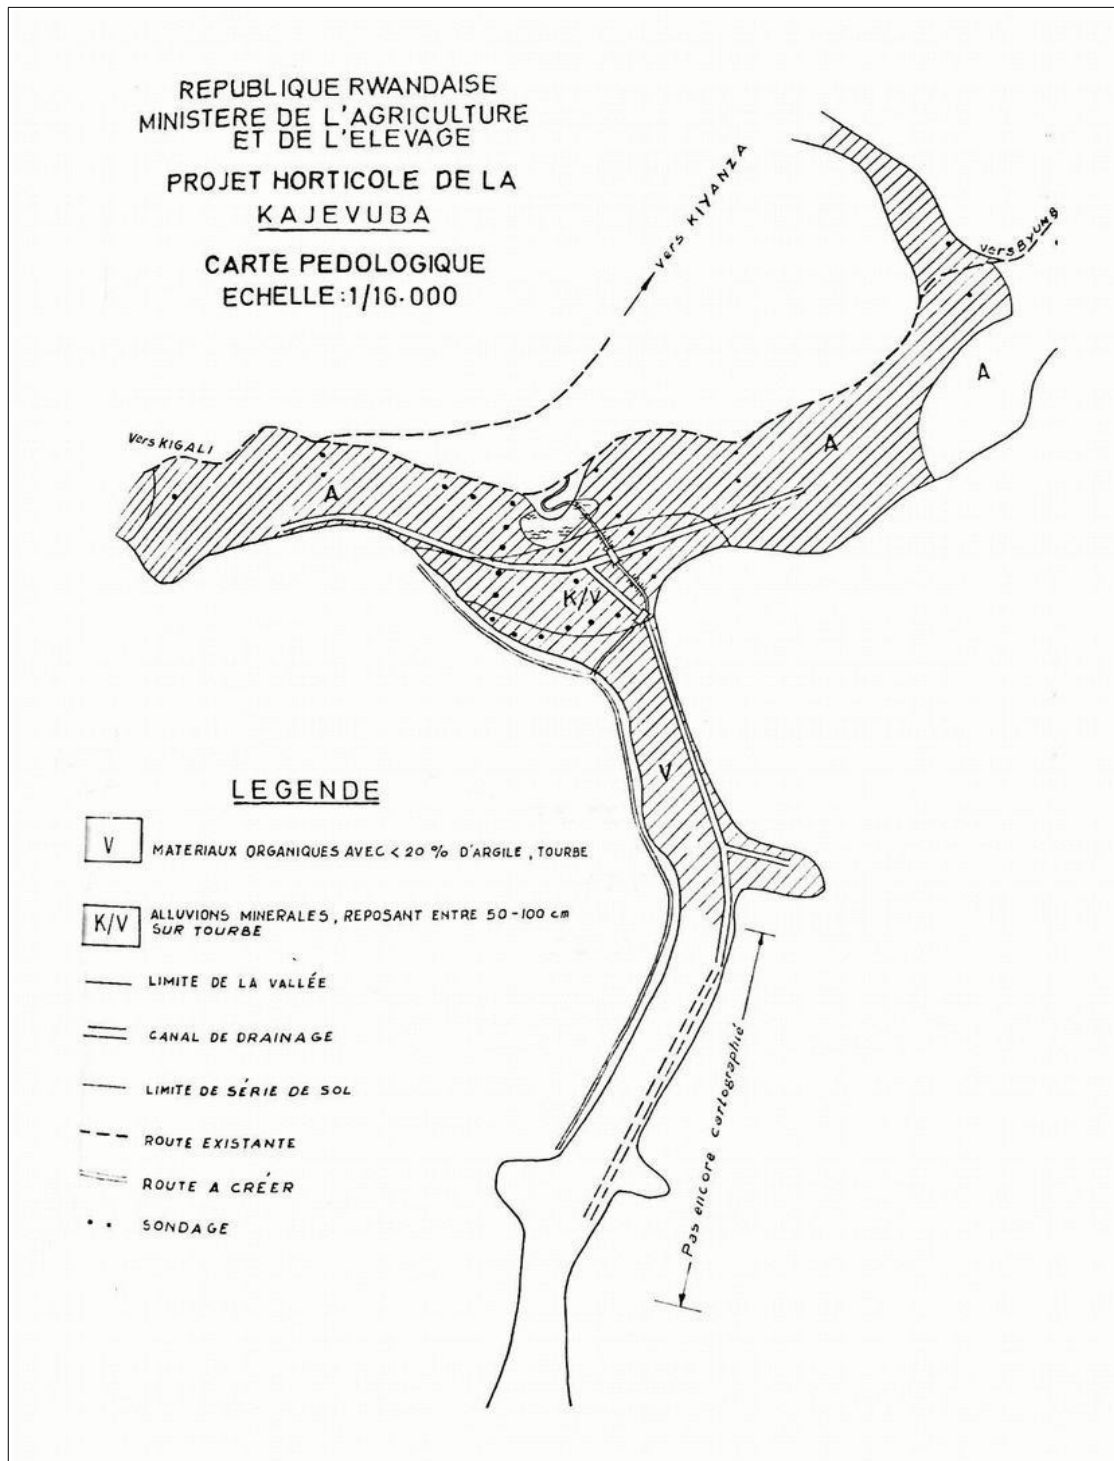 REPUBLIQUE RWANDAISE
MINISTERE DE L'AGRICULTURE
ET DE L'ELEVAGE
PROJET HORTICOLE DE LA
KAJEVUBA
CARTE PEDOLOGIQUE
ECHELLE:1/16.000
vers KIYANZA
vers BYUMB
A
Vers KIGALI
A
A
K/V
V
LEGENDE
V MATERIAUX ORGANIQUES AVEC < 20 % D'ARGILE, TOURBE
K/V ALLUVIONS MINERALES, REPOSANT ENTRE 50-100 cm
SUR TOURBE
LIMITE DE LA VALLÉE
CANAL DE DRAINAGE
LIMITE DE SÉRIE DE SOL
ROUTE EXISTANTE
ROUTE A CRÉER
SONDAGE
Pas encore cartographié